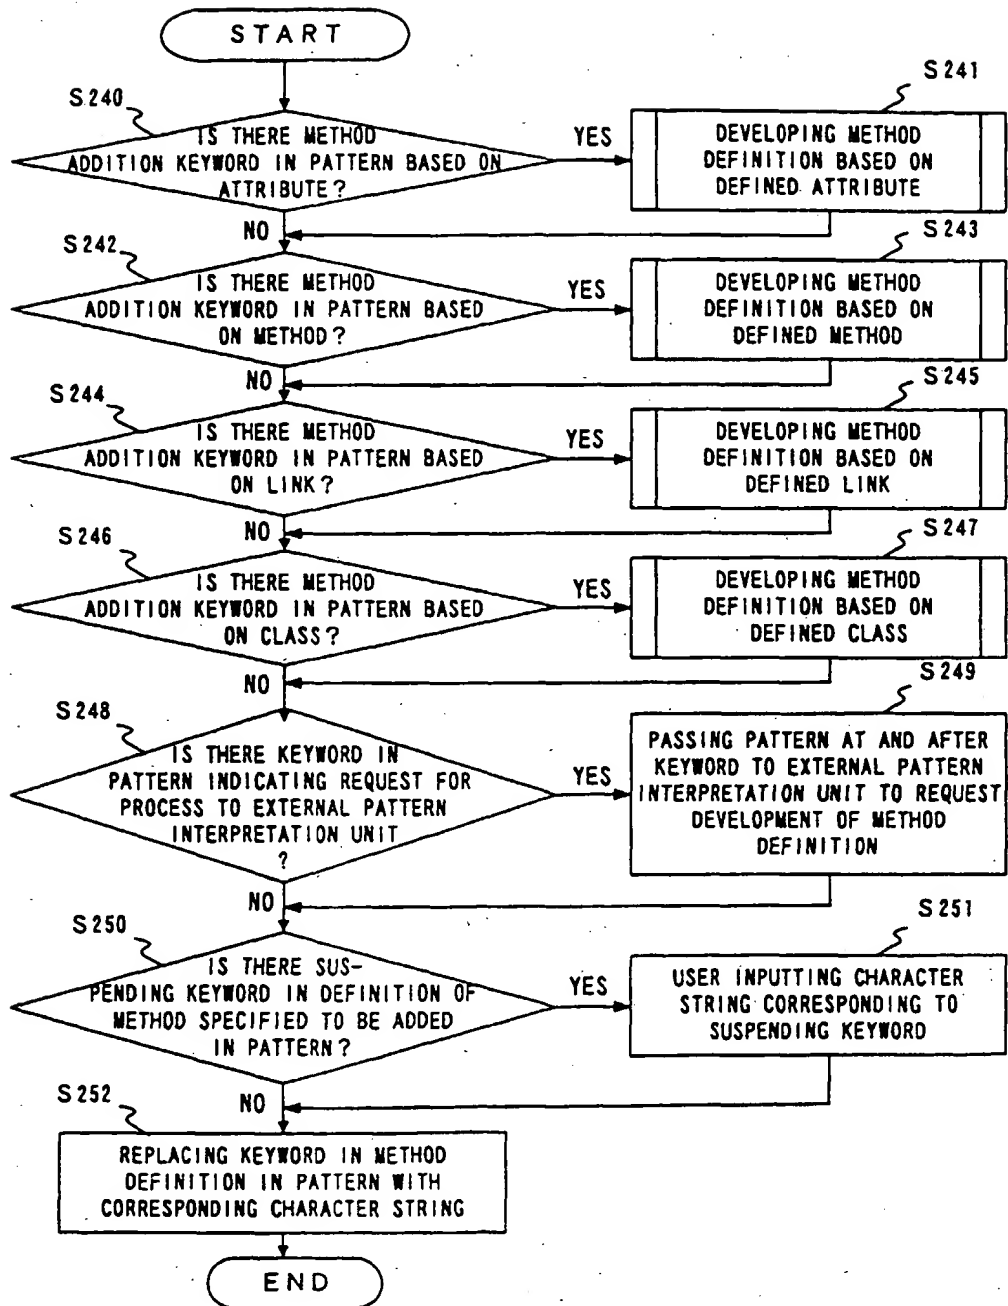 START
S240
IS THERE METHOD
ADDITION KEYWORD IN PATTERN BASED ON
ATTRIBUTE?
YES
S241
DEVELOPING METHOD
DEFINITION BASED ON
DEFINED ATTRIBUTE
NO
S242
IS THERE METHOD
ADDITION KEYWORD IN PATTERN BASED
ON METHOD?
YES
S243
DEVELOPING METHOD
DEFINITION BASED ON
DEFINED METHOD
NO
S244
IS THERE METHOD
ADDITION KEYWORD IN PATTERN BASED
ON LINK?
YES
S245
DEVELOPING METHOD
DEFINITION BASED ON
DEFINED LINK
NO
S246
IS THERE METHOD
ADDITION KEYWORD IN PATTERN BASED
ON CLASS?
YES
S247
DEVELOPING METHOD
DEFINITION BASED ON
DEFINED CLASS
NO
S248
IS THERE KEYWORD IN
PATTERN INDICATING REQUEST FOR
PROCESS TO EXTERNAL PATTERN
INTERPRETATION UNIT
?
YES
S249
PASSING PATTERN AT AND AFTER
KEYWORD TO EXTERNAL PATTERN
INTERPRETATION UNIT TO REQUEST
DEVELOPMENT OF METHOD
DEFINITION
NO
S250
IS THERE SUS-
PENDING KEYWORD IN DEFINITION OF
METHOD SPECIFIED TO BE ADDED
IN PATTERN?
YES
S251
USER INPUTTING CHARACTER
STRING CORRESPONDING TO
SUSPENDING KEYWORD
NO
S252
REPLACING KEYWORD IN METHOD
DEFINITION IN PATTERN WITH
CORRESPONDING CHARACTER STRING
END